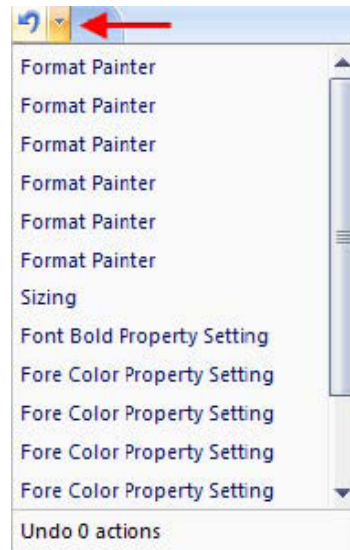 Format Painter
Format Painter
Format Painter
Format Painter
Format Painter
Format Painter
Sizing
Font Bold Property Setting
Fore Color Property Setting
Fore Color Property Setting
Fore Color Property Setting
Fore Color Property Setting
Undo 0 actions